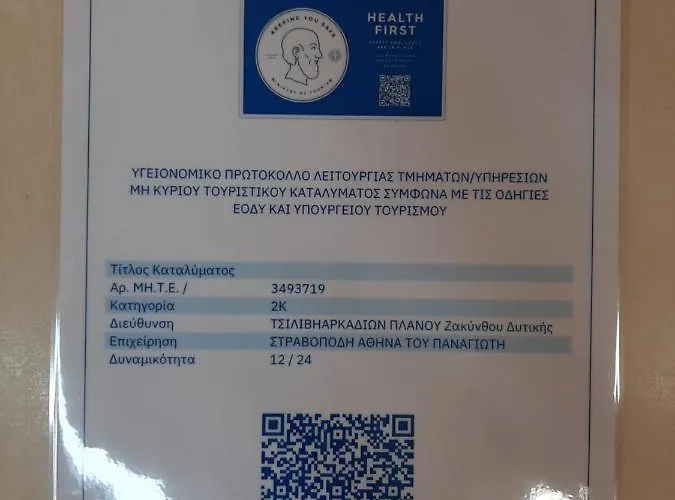 KEEPING YOU SAFE
HEALTH
FIRST
MINISTRY OF TOURISM
ΥΓΕΙΟΝΟΜΙΚΟ ΠΡΩΤΟΚΟΛΛΟ ΛΕΙΤΟΥΡΓΙΑΣ ΤΜΗΜΑΤΩΝ/ΥΠΗΡΕΣΙΩΝ
ΜΗ ΚΥΡΙΟΥ ΤΟΥΡΙΣΤΙΚΟΥ ΚΑΤΑΛΥΜΑΤΟΣ ΣΥΜΦΩΝΑ ΜΕ ΤΙΣ ΟΔΗΓΙΕΣ
ΕΟΔΥ ΚΑΙ ΥΠΟΥΡΓΕΙΟΥ ΤΟΥΡΙΣΜΟΥ
Τίτλος Καταλύματος
Αρ. ΜΗ.Τ.Ε. / 3493719
Κατηγορία 2Κ
Διεύθυνση ΤΣΙΛΙΒΗΑΡΚΑΔΙΩΝ ΠΛΑΝΟΥ Ζακύνθου Δυτικής
Επιχείρηση ΣΤΡΑΒΟΠΟΔΗ ΑΘΗΝΑ ΤΟΥ ΠΑΝΑΓΙΩΤΗ
Δυναμικότητα 12 / 24